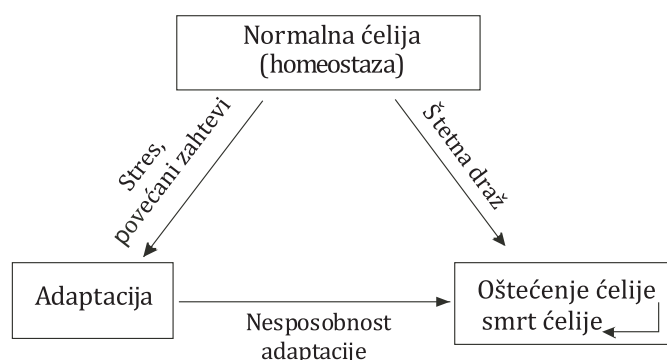 Normalna ćelija
(homeostaza)
Stres,
povećani zahtevi
Štetna draž
Adaptacija
Nesposobnost
adaptacije
Oštećenje ćelije
smrt ćelije